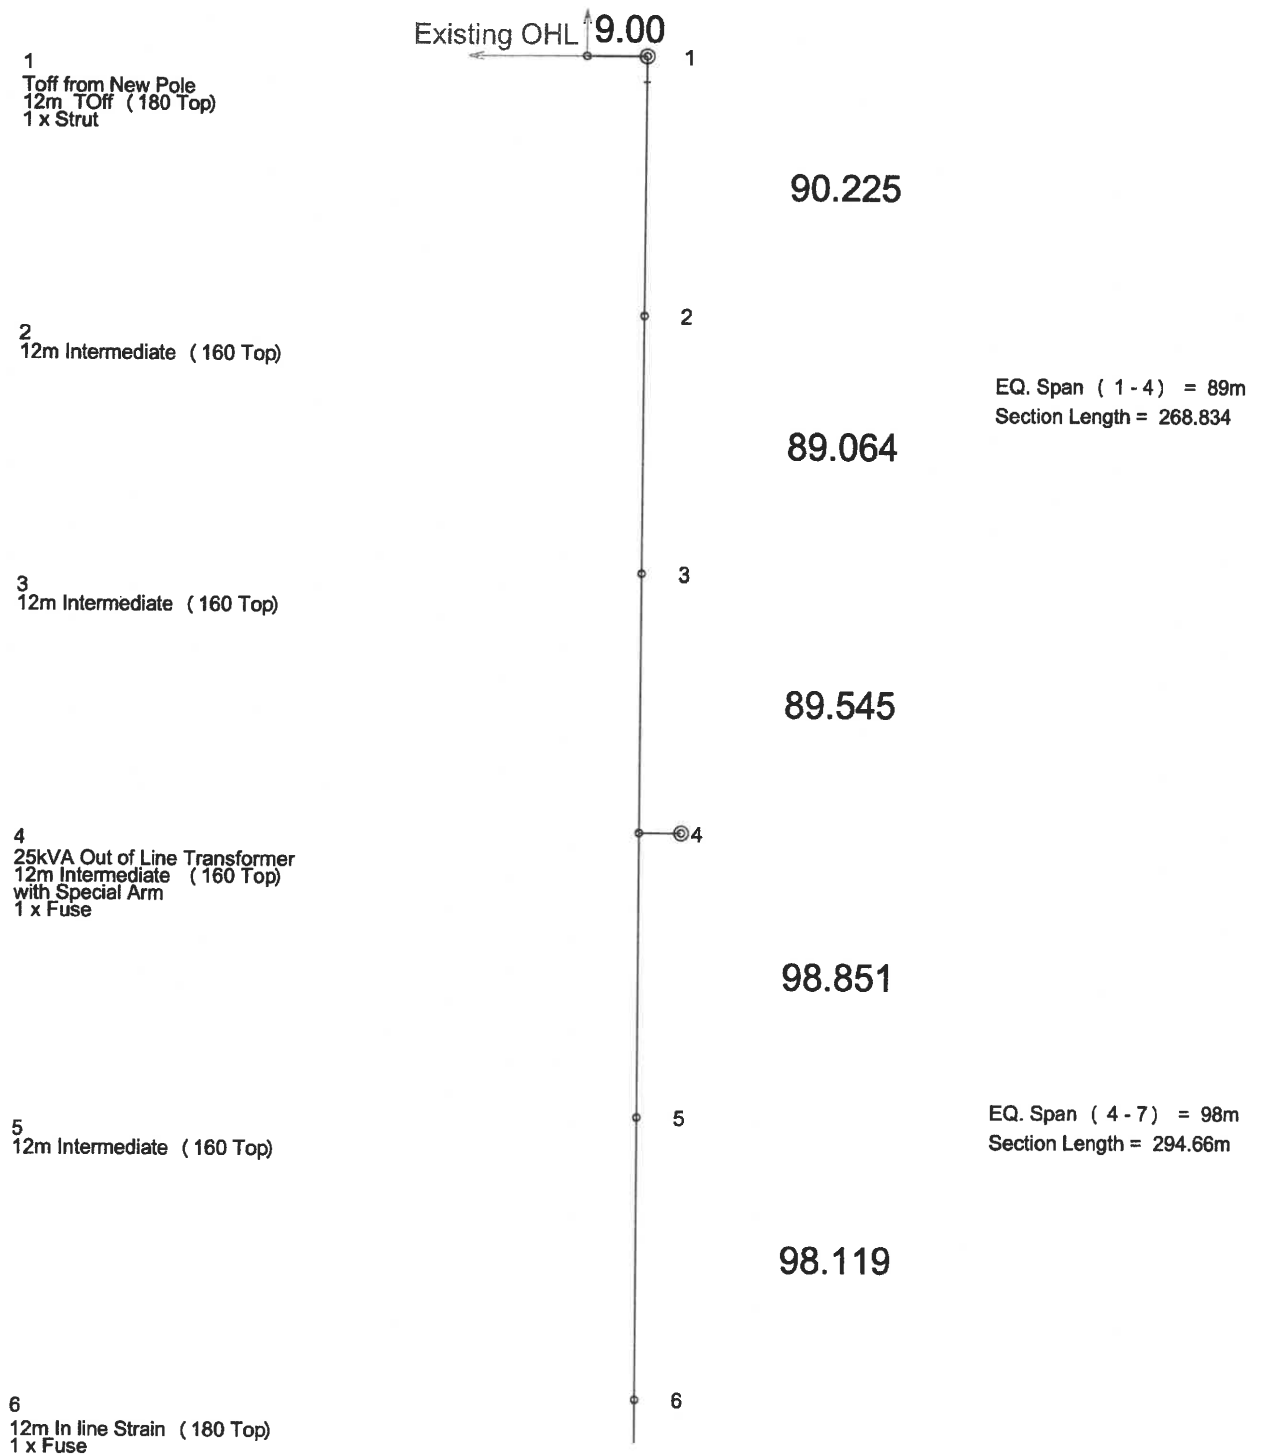 Existing OHL 9.00
1
1
Toff from New Pole
12m TOff ( 180 Top)
1 x Strut
90.225
2
2
12m Intermediate ( 160 Top)
EQ. Span ( 1 - 4 ) = 89m
Section Length = 268.834
89.064
3
3
12m Intermediate ( 160 Top)
89.545
4
4
25kVA Out of Line Transformer
12m Intermediate ( 160 Top)
with Special Arm
1 x Fuse
98.851
5
5
12m Intermediate ( 160 Top)
EQ. Span ( 4 - 7 ) = 98m
Section Length = 294.66m
98.119
6
6
12m In line Strain ( 180 Top)
1 x Fuse